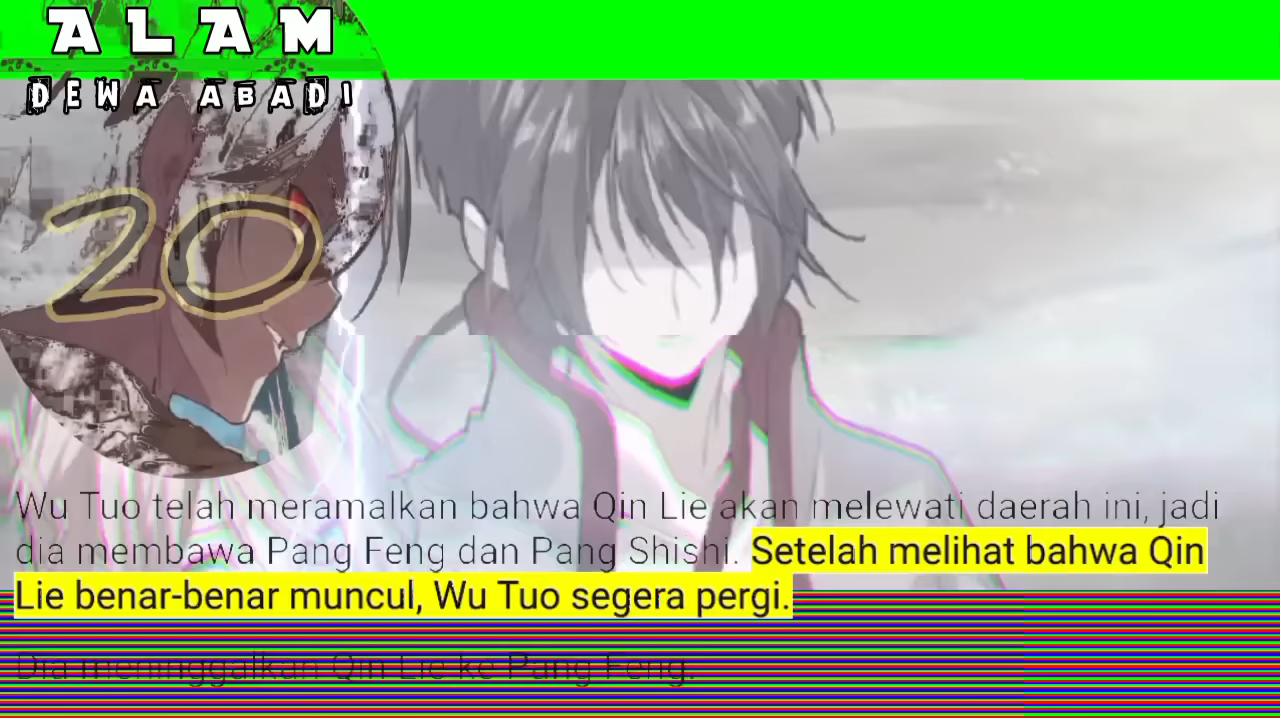 ALAM
DEWA ABADI
20
Wu Tuo telah meramalkan bahwa Qin Lie akan melewati daerah ini, jadi
dia membawa Pang Feng dan Pang Shishi. Setelah melihat bahwa Qin
Lie benar-benar muncul, Wu Tuo segera pergi.
Dia meninggalkan Qin Lie ke Pang Feng.